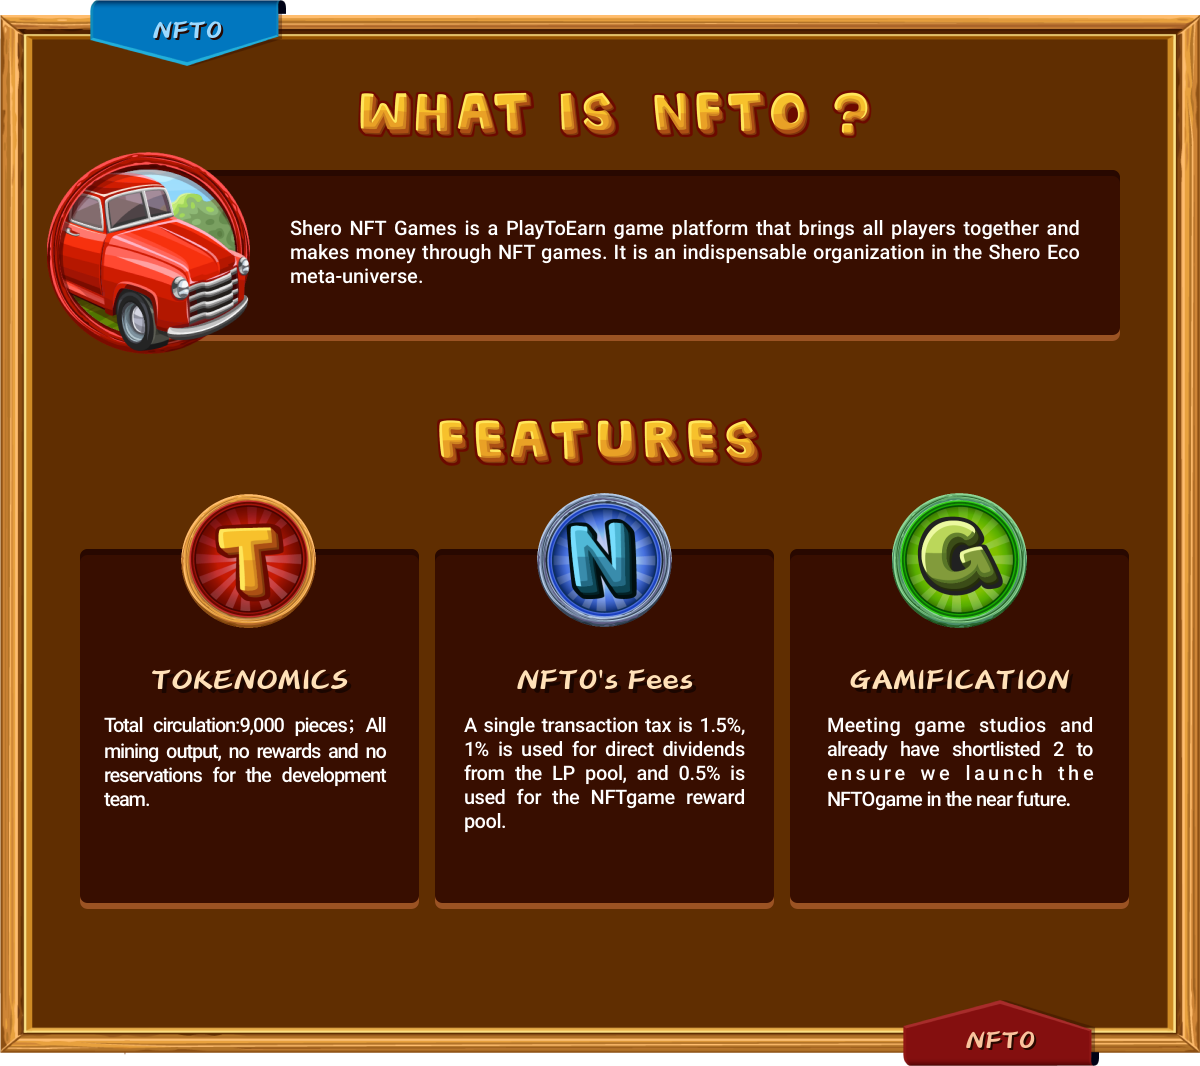 NFTO
WHAT IS NFTO ?
Shero NFT Games is a PlayToEarn game platform that brings all players together and
makes money through NFT games. It is an indispensable organization in the Shero Eco
meta-universe.
FEATURES
T
N
G
TOKENOMICS
Total circulation:9,000 pieces；All
mining output, no rewards and no
reservations for the development
team.
NFTO's Fees
A single transaction tax is 1.5%,
1% is used for direct dividends
from the LP pool, and 0.5% is
used for the NFTgame reward
pool.
GAMIFICATION
Meeting game studios and
already have shortlisted 2 to
ensure we launch the
NFTOgame in the near future.
NFTO